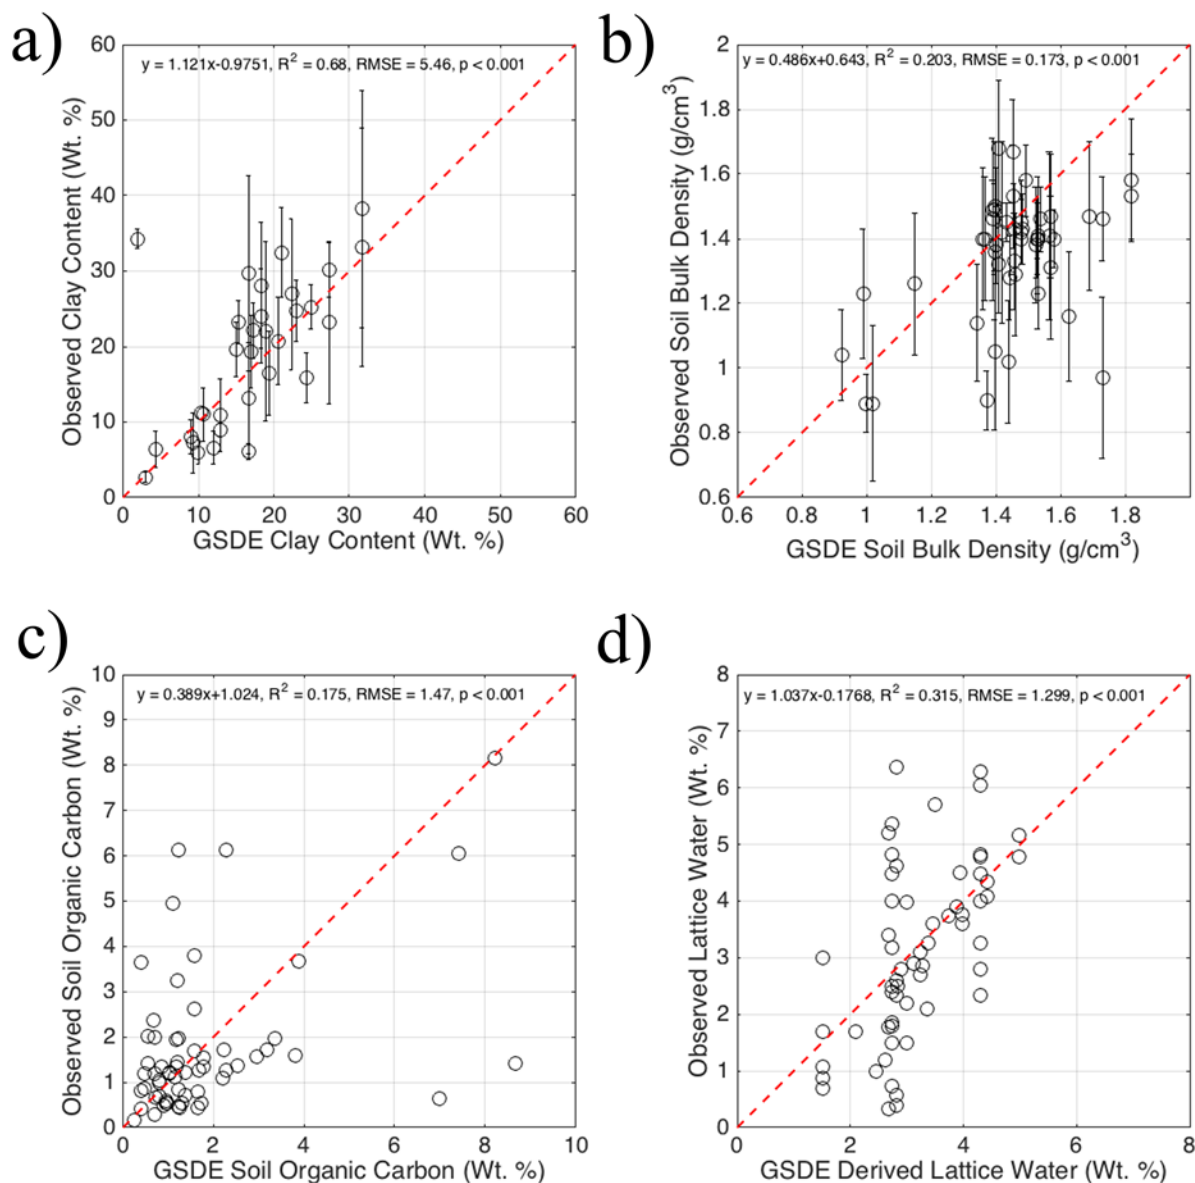 a)
y = 1.121x-0.9751, R² = 0.68, RMSE = 5.46, p < 0.001
60
50
40
30
20
10
0
Observed Clay Content (Wt. %)
0 10 20 30 40 50 60
GSDE Clay Content (Wt. %)
b)
y = 0.486x+0.643, R² = 0.203, RMSE = 0.173, p < 0.001
2
1.8
1.6
1.4
1.2
1
0.8
0.6
Observed Soil Bulk Density (g/cm³)
0.6 0.8 1 1.2 1.4 1.6 1.8
GSDE Soil Bulk Density (g/cm³)
c)
y = 0.389x+1.024, R² = 0.175, RMSE = 1.47, p < 0.001
10
9
8
7
6
5
4
3
2
1
0
Observed Soil Organic Carbon (Wt. %)
0 2 4 6 8 10
GSDE Soil Organic Carbon (Wt. %)
d)
y = 1.037x-0.1768, R² = 0.315, RMSE = 1.299, p < 0.001
8
7
6
5
4
3
2
1
0
Observed Lattice Water (Wt. %)
0 2 4 6 8
GSDE Derived Lattice Water (Wt. %)